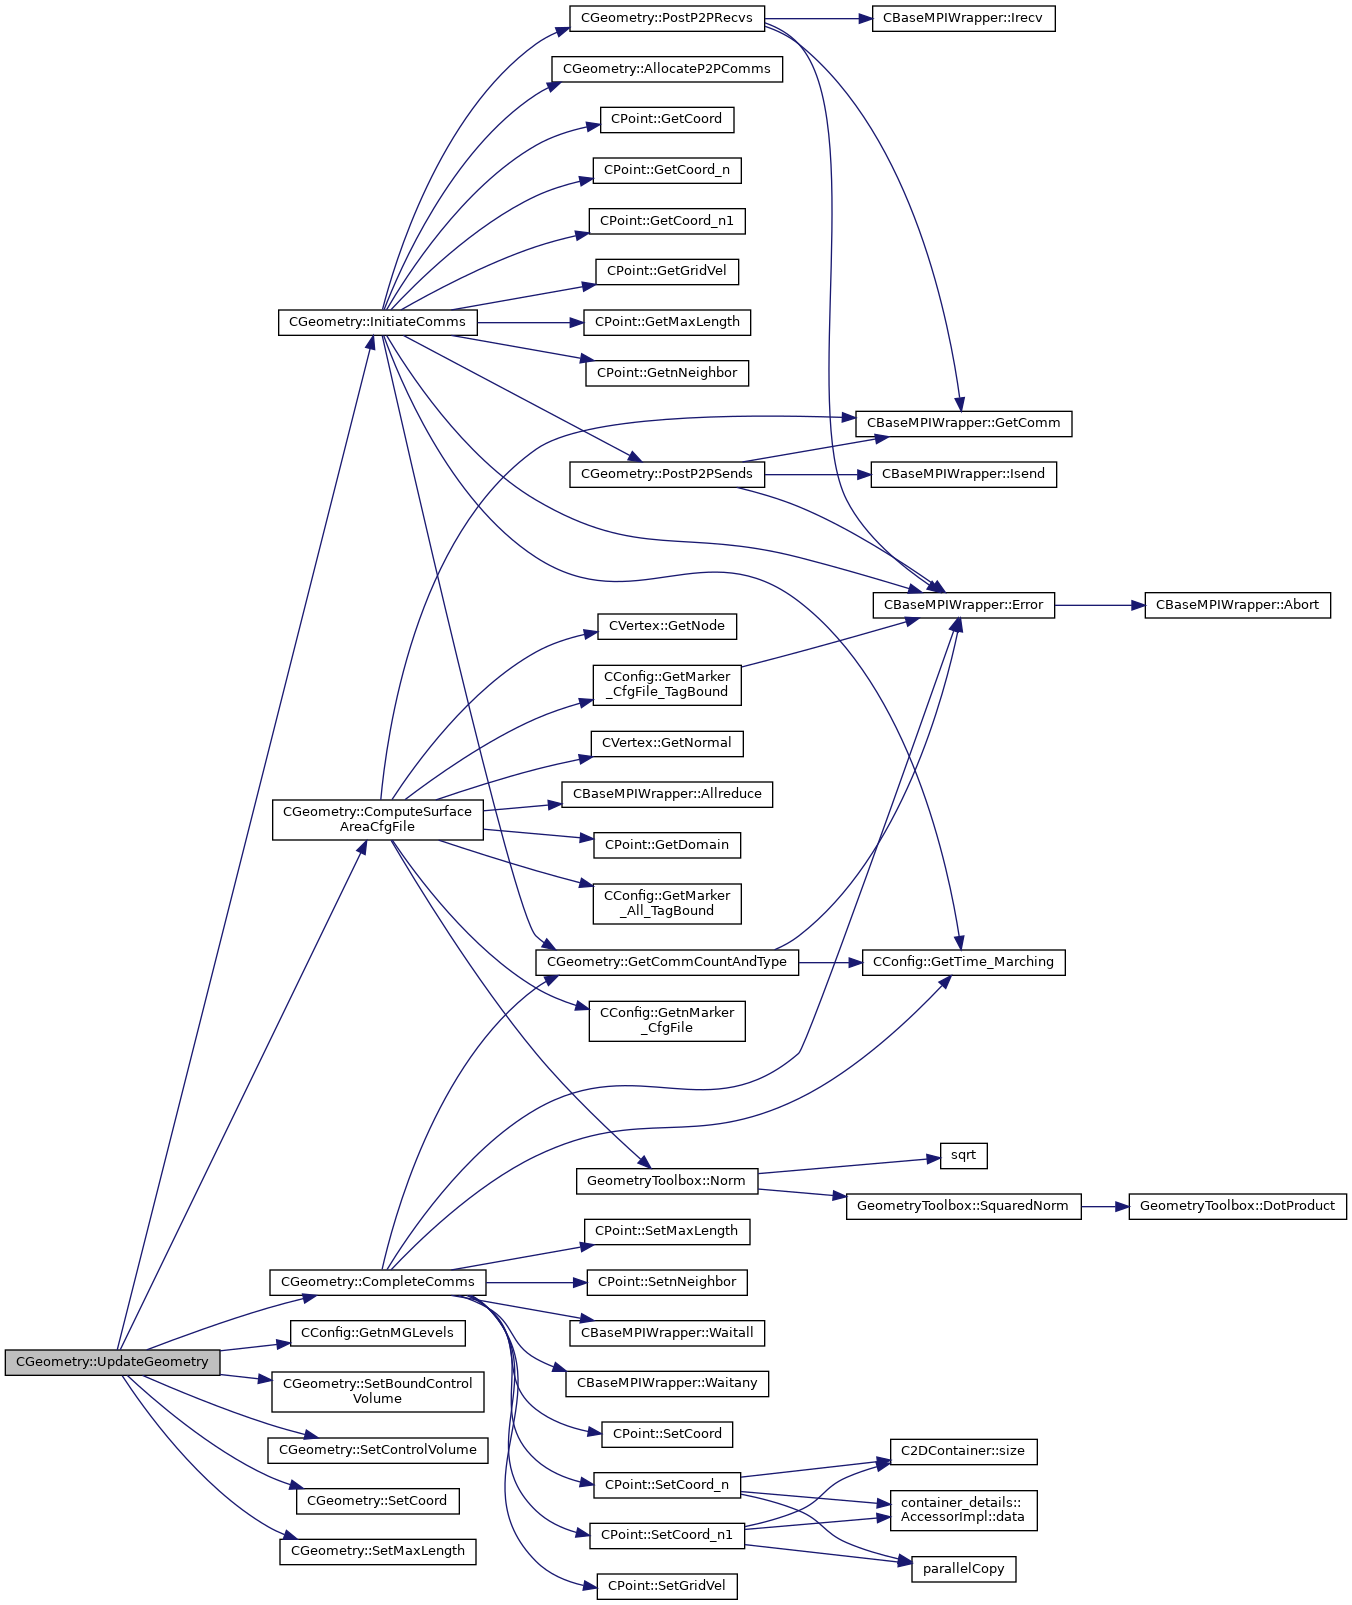 CGeometry::PostP2PRecvs
CBaseMPIWrapper::Irecv
CGeometry::AllocateP2PComms
CPoint::GetCoord
CPoint::GetCoord_n
CPoint::GetCoord_n1
CPoint::GetGridVel
CGeometry::InitiateComms
CPoint::GetMaxLength
CPoint::GetnNeighbor
CBaseMPIWrapper::GetComm
CGeometry::PostP2PSends
CBaseMPIWrapper::Isend
CBaseMPIWrapper::Error
CBaseMPIWrapper::Abort
CVertex::GetNode
CConfig::GetMarker
_CfgFile_TagBound
CVertex::GetNormal
CBaseMPIWrapper::Allreduce
CGeometry::ComputeSurface
AreaCfgFile
CPoint::GetDomain
CConfig::GetMarker
_All_TagBound
CGeometry::GetCommCountAndType
CConfig::GetTime_Marching
CConfig::GetnMarker
_CfgFile
sqrt
GeometryToolbox::Norm
GeometryToolbox::SquaredNorm
GeometryToolbox::DotProduct
CPoint::SetMaxLength
CGeometry::CompleteComms
CPoint::SetnNeighbor
CConfig::GetnMGLevels
CBaseMPIWrapper::Waitall
CGeometry::UpdateGeometry
CGeometry::SetBoundControl
Volume
CBaseMPIWrapper::Waitany
CPoint::SetCoord
CGeometry::SetControlVolume
C2DContainer::size
CPoint::SetCoord_n
CGeometry::SetCoord
container_details::
AccessorImpl::data
CPoint::SetCoord_n1
CGeometry::SetMaxLength
parallelCopy
CPoint::SetGridVel